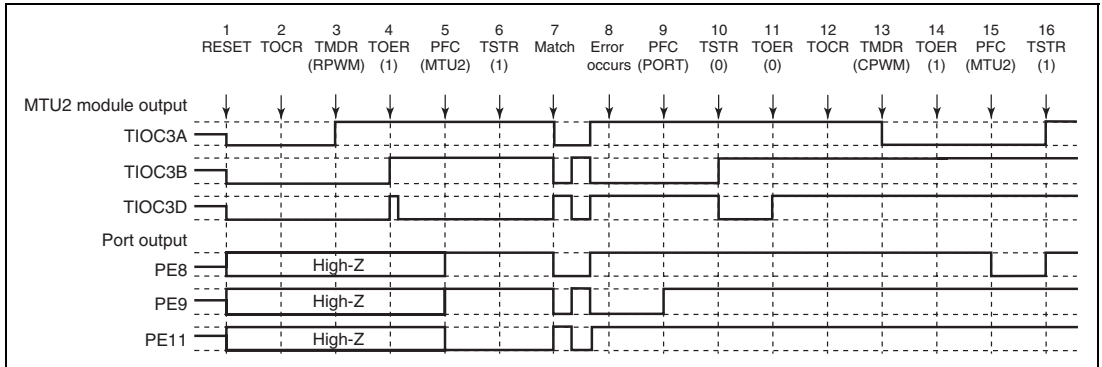 1 2 3 4 5 6 7 8 9 10 11 12 13 14 15 16
RESET TOCR TMDR TOER PFC TSTR Match Error PFC TSTR TOER TOCR TMDR TOER PFC TSTR
(RPWM) (1) (MTU2) (1) occurs (PORT) (0) (0) (CPWM) (1) (MTU2) (1)
MTU2 module output
TIOC3A
TIOC3B
TIOC3D
Port output
PE8 High-Z
PE9 High-Z
PE11 High-Z